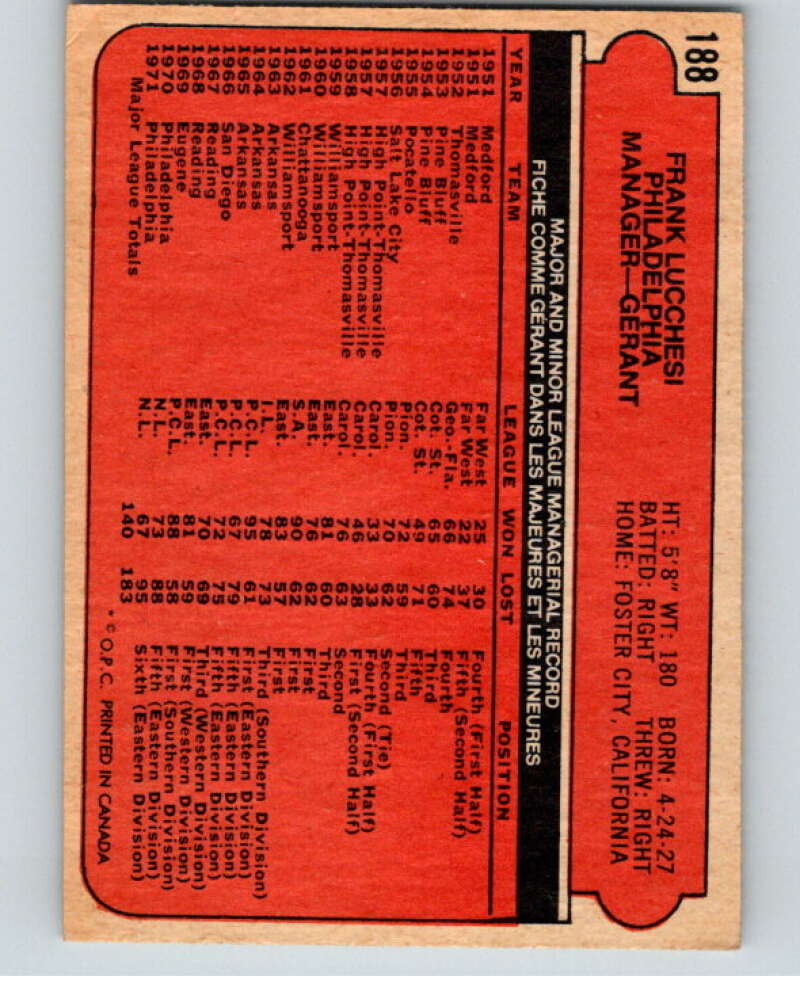 188
FRANK LUCCHESI
PHILADELPHIA
MANAGER—GÉRANT
HT: 5'8" WT: 180 BORN: 4-24-27
BATTED: RIGHT THREW: RIGHT
HOME: FOSTER CITY, CALIFORNIA
MAJOR AND MINOR LEAGUE MANAGERIAL RECORD
FICHE COMME GÉRANT DANS LES MAJEURES ET LES MINEURES
YEAR TEAM LEAGUE WON LOST POSITION
1951 Medford Far West 25 30 Fourth (First Half)
1951 Medford Far West 22 37 Fifth (Second Half)
1952 Thomasville Geo.-Fla. 66 74 Fourth
1953 Pine Bluff Cot. St. 65 60 Third
1954 Pine Bluff Cot. St. 49 71 Fifth
1955 Pocatello Pion. 72 59 Third
1956 Salt Lake City Pion. 70 62 Second (Tie)
1957 High Point-Thomasville Carol. 33 33 Fourth (First Half)
1957 High Point-Thomasville Carol. 46 28 First (Second Half)
1958 High Point-Thomasville Carol. 76 63 Second
1959 Williamsport East. 81 60 Third
1960 Williamsport East. 76 62 First
1961 Chattanooga S.A. 90 62 First
1962 Williamsport East. 83 57 First
1963 Arkansas I.L. 78 73 Third (Southern Division)
1964 Arkansas P.C.L. 95 61 First (Eastern Division)
1965 Arkansas P.C.L. 67 79 Fifth (Eastern Division)
1966 San Diego P.C.L. 72 75 Fifth (Eastern Division)
1967 Reading East. 70 69 Third (Western Division)
1968 Reading East. 81 59 First (Western Division)
1969 Eugene P.C.L. 88 58 First (Southern Division)
1970 Philadelphia N.L. 73 88 Fifth (Eastern Division)
1971 Philadelphia N.L. 67 95 Sixth (Eastern Division)
Major League Totals 140 183
* © O.P.C. PRINTED IN CANADA